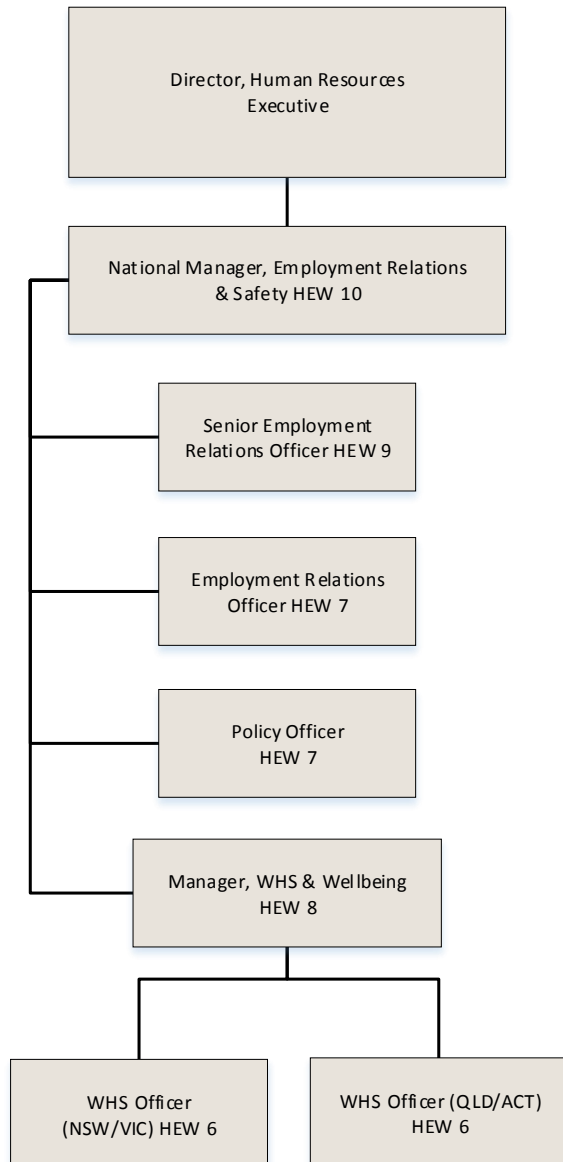 Director, Human Resources
Executive
National Manager, Employment Relations
& Safety HEW 10
Senior Employment
Relations Officer HEW 9
Employment Relations
Officer HEW 7
Policy Officer
HEW 7
Manager, WHS & Wellbeing
HEW 8
WHS Officer
(NSW/VIC) HEW 6
WHS Officer (QLD/ACT)
HEW 6